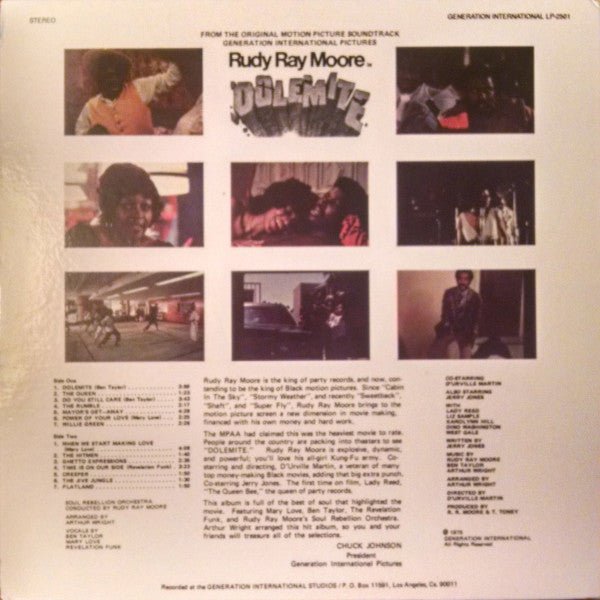 STEREO
GENERATION INTERNATIONAL LP-2501
FROM THE ORIGINAL MOTION PICTURE SOUNDTRACK
GENERATION INTERNATIONAL PICTURES
Rudy Ray Moore
DOLEMITE
Side One
1. DOLEMITE (Ben Taylor)
2. THE QUEEN
3. DO YOU STILL CARE (Ben Taylor)
4. THE RUMBLE
5. MAYOR'S GET-AWAY
6. POWER OF YOUR LOVE (Mary Love)
7. WILLIE GREEN
Side Two
1. WHEN WE START MAKING LOVE
(Mary Love)
2. THE HITMEN
3. GHETTO EXPRESSIONS
4. THIS IS ON OUR SIDE (Revelation Funk)
5. CREEPER
6. THE AVE JUNGLE
7. FLATLAND
SOUL REBELLION ORCHESTRA
CONDUCTED BY RUDY RAY MOORE
ARRANGED BY
ARTHUR WRIGHT
VOCALS BY
BEN TAYLOR
MARY LOVE
REVELATION FUNK
Rudy Ray Moore is the king of party records, and now, con-
tending to be the king of Black motion pictures. Since "Cabin
In The Sky", "Stormy Weather", and recently "Sweetback",
"Shaft", and "Super Fly", Rudy Ray Moore brings to the
motion picture screen a new dimension in movie making,
financed with his own money and hard work.
The MPAA had claimed this was the heaviest movie to rate.
People around the country are packing into theaters to see
"DOLEMITE." Rudy Ray Moore is explosive, dynamic,
and powerful; you'll love his all-girl Kung-Fu army. Co-
starring and directing, D'Urville Martin, a veteran of many
top money-making Black movies, adding that big extra punch.
Co-starring Jerry Jones. The first time on film, Lady Reed,
"The Queen Bee," the queen of party records.
This album is full of the best of soul that highlighted the
movie. Featuring Mary Love, Ben Taylor, The Revelation
Funk, and Rudy Ray Moore's Soul Rebellion Orchestra.
Arthur Wright arranged this hit album, so you and your
friends will treasure all of the selections.
CHUCK JOHNSON
President
Generation International Pictures
CO-STARRING
D'URVILLE MARTIN
ALSO STARRING
JERRY JONES
WITH
LADY REED
LIZ SAMPLE
KAROLYNN HILL
DINO WASHINGTON
WEST GALE
WRITTEN BY
JERRY JONES
MUSIC BY
RUDY RAY MOORE
BEN TAYLOR
ARTHUR WRIGHT
ARRANGED BY
ARTHUR WRIGHT
DIRECTED BY
D'URVILLE MARTIN
PRODUCED BY
R. R. MOORE & T. TONEY
© 1975
GENERATION INTERNATIONAL
All Rights Reserved
Recorded at the GENERATION INTERNATIONAL STUDIOS / P. O. Box 11591, Los Angeles, Ca. 90011